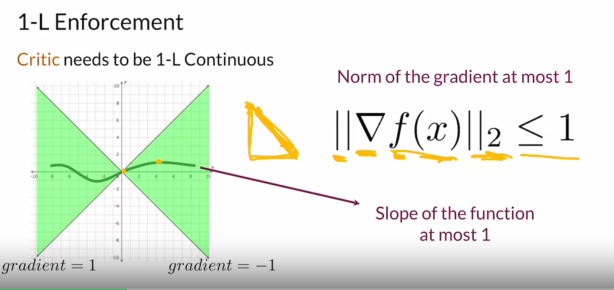 1-L Enforcement
Critic needs to be 1-L Continuous
Norm of the gradient at most 1
||∇f(x)||₂ ≤ 1
Slope of the function
at most 1
gradient = 1
gradient = −1